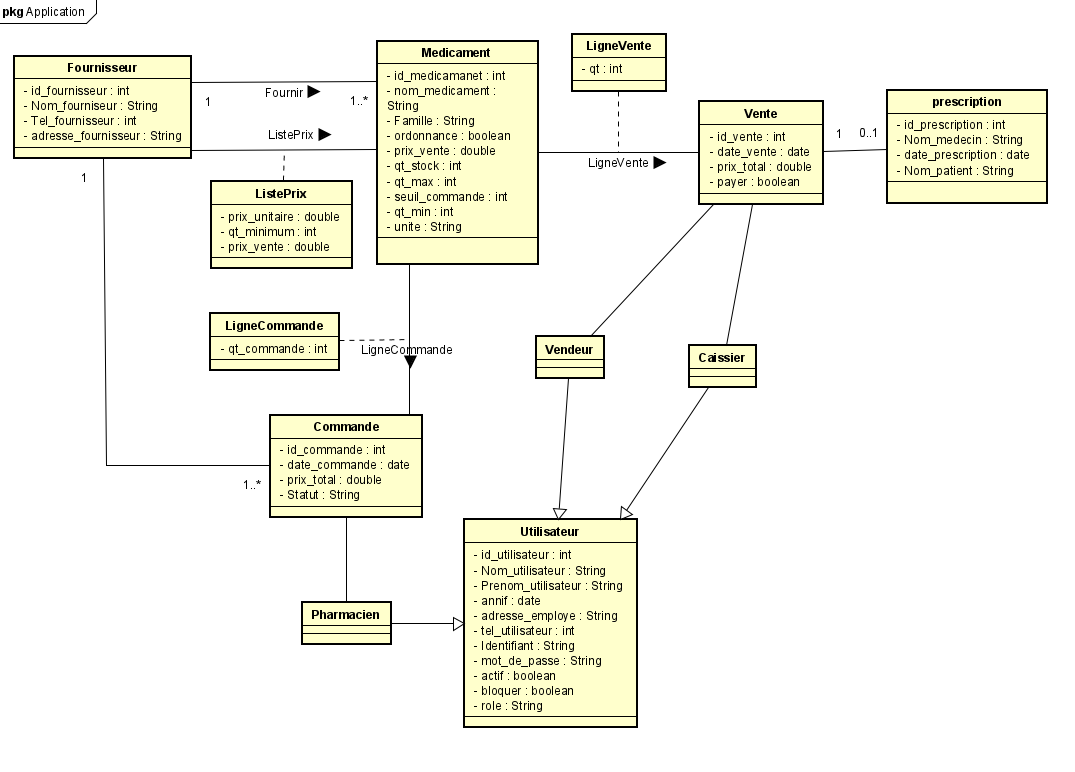 pkg Application
Fournisseur
- id_fournisseur : int
- Nom_fourniseur : String
- Tel_fournisseur : int
- adresse_fournisseur : String
1
Fournir
1..*
ListePrix
1
ListePrix
- prix_unitaire : double
- qt_minimum : int
- prix_vente : double
Medicament
- id_medicamanet : int
- nom_medicament :
String
- Famille : String
- ordonnance : boolean
- prix_vente : double
- qt_stock : int
- qt_max : int
- seuil_commande : int
- qt_min : int
- unite : String
LigneVente
- qt : int
LigneVente
Vente
- id_vente : int
- date_vente : date
- prix_total : double
- payer : boolean
1
0..1
prescription
- id_prescription : int
- Nom_medecin : String
- date_prescription : date
- Nom_patient : String
LigneCommande
- qt_commande : int
LigneCommande
Vendeur
Caissier
Commande
- id_commande : int
- date_commande : date
- prix_total : double
- Statut : String
1..*
Utilisateur
- id_utilisateur : int
- Nom_utilisateur : String
- Prenom_utilisateur : String
- annif : date
- adresse_employe : String
- tel_utilisateur : int
- Identifiant : String
- mot_de_passe : String
- actif : boolean
- bloquer : boolean
- role : String
Pharmacien